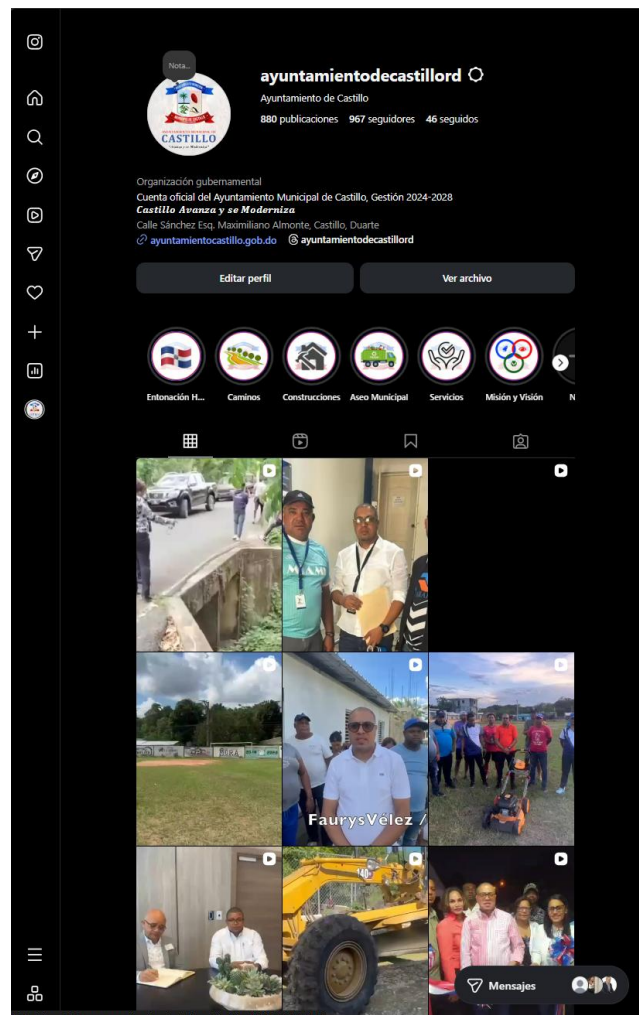 Nota...
ayuntamientodecastillord
Ayuntamiento de Castillo
880 publicaciones 967 seguidores 46 seguidos
CASTILLO
Organización gubernamental
Cuenta oficial del Ayuntamiento Municipal de Castillo, Gestión 2024-2028
Castillo Avanza y se Moderniza
Calle Sánchez Esq. Maximiliano Almonte, Castillo, Duarte
ayuntamientocastillo.gob.do ayuntamientodecastillord
Editar perfil Ver archivo
Entonación H... Caminos Construcciones Aseo Municipal Servicios Misión y Visión N
MIAMI
FaurysVélez /
140
Mensajes